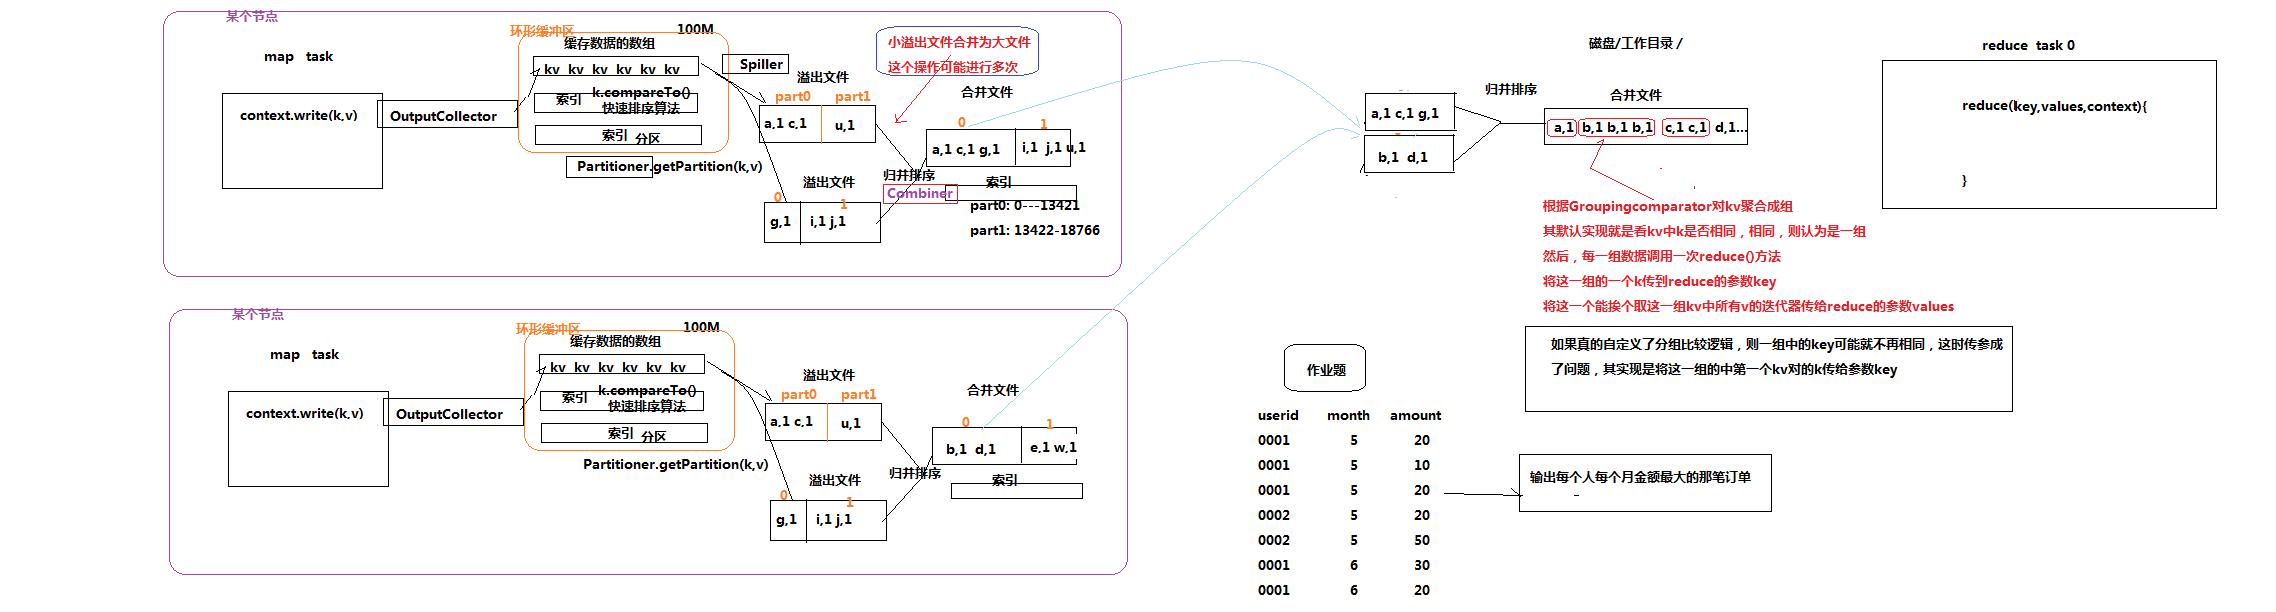 某个节点
map task
context.write(k,v)
OutputCollector
环形缓冲区
100M
缓存数据的数组
kv kv kv kv kv kv
索引
k.compareTo()
快速排序算法
索引 分区
Partitioner.getPartition(k,v)
Spiller
溢出文件
part0 part1
a,1 c,1 u,1
溢出文件
0 1
g,1 i,1 j,1
小溢出文件合并为大文件
这个操作可能进行多次
合并文件
0 1
a,1 c,1 g,1 i,1 j,1 u,1
归并排序
Combiner
索引
part0: 0---13421
part1: 13422-18766
某个节点
map task
context.write(k,v)
OutputCollector
环形缓冲区
100M
缓存数据的数组
kv kv kv kv kv kv
索引
k.compareTo()
快速排序算法
索引 分区
Partitioner.getPartition(k,v)
溢出文件
part0 part1
a,1 c,1 u,1
溢出文件
0 1
g,1 i,1 j,1
合并文件
0 1
b,1 d,1 e,1 w,1
归并排序
索引
磁盘/工作目录 /
a,1 c,1 g,1
b,1 d,1
归并排序
合并文件
a,1 b,1 b,1 b,1 c,1 c,1 d,1...
根据Groupingcomparator对kv聚合成组
其默认实现就是看kv中k是否相同，相同，则认为是一组
然后，每一组数据调用一次reduce()方法
将这一组的一个k传到reduce的参数key
将这一个能挨个取这一组kv中所有v的迭代器传给reduce的参数values
如果真的自定义了分组比较逻辑，则一组中的key可能就不再相同，这时传参成
了问题，其实现是将这一组的中第一个kv对的k传给参数key
reduce task 0
reduce(key,values,context){
}
作业题
userid month amount
0001 5 20
0001 5 10
0001 5 20
0002 5 20
0002 5 50
0001 6 30
0001 6 20
输出每个人每个月金额最大的那笔订单